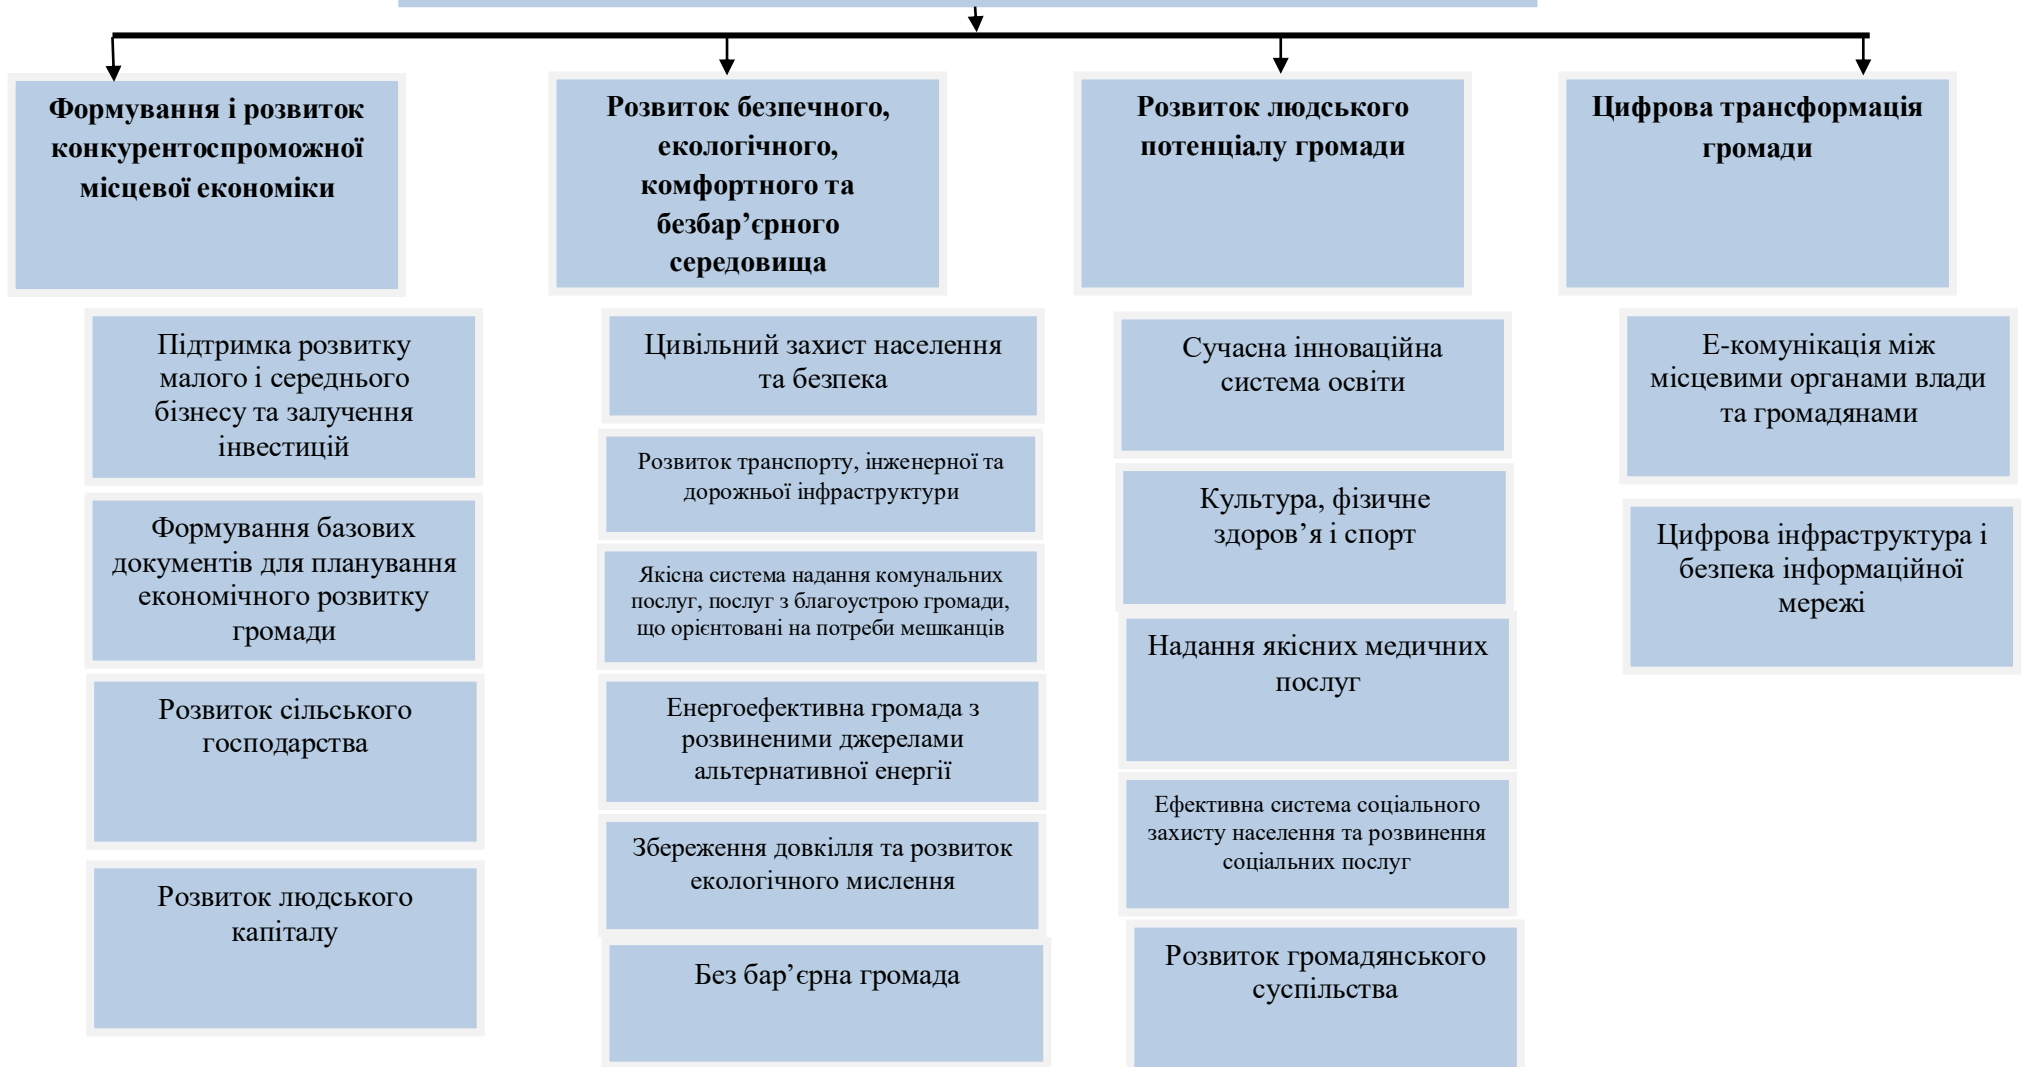 Формування і розвиток
конкурентоспроможної
місцевої економіки
Підтримка розвитку
малого і середнього
бізнесу та залучення
інвестицій
Формування базових
документів для планування
економічного розвитку
громади
Розвиток сільського
господарства
Розвиток людського
капіталу
Розвиток безпечного,
екологічного,
комфортного та
безбар’єрного
середовища
Цивільний захист населення
та безпека
Розвиток транспорту, інженерної та
дорожньої інфраструктури
Якісна система надання комунальних
послуг, послуг з благоустрою громади,
що орієнтовані на потреби мешканців
Енергоефективна громада з
розвиненими джерелами
альтернативної енергії
Збереження довкілля та розвиток
екологічного мислення
Без бар’єрна громада
Розвиток людського
потенціалу громади
Сучасна інноваційна
система освіти
Культура, фізичне
здоров’я і спорт
Надання якісних медичних
послуг
Ефективна система соціального
захисту населення та розвинення
соціальних послуг
Розвиток громадянського
суспільства
Цифрова трансформація
громади
Е-комунікація між
місцевими органами влади
та громадянами
Цифрова інфраструктура і
безпека інформаційної
мережі